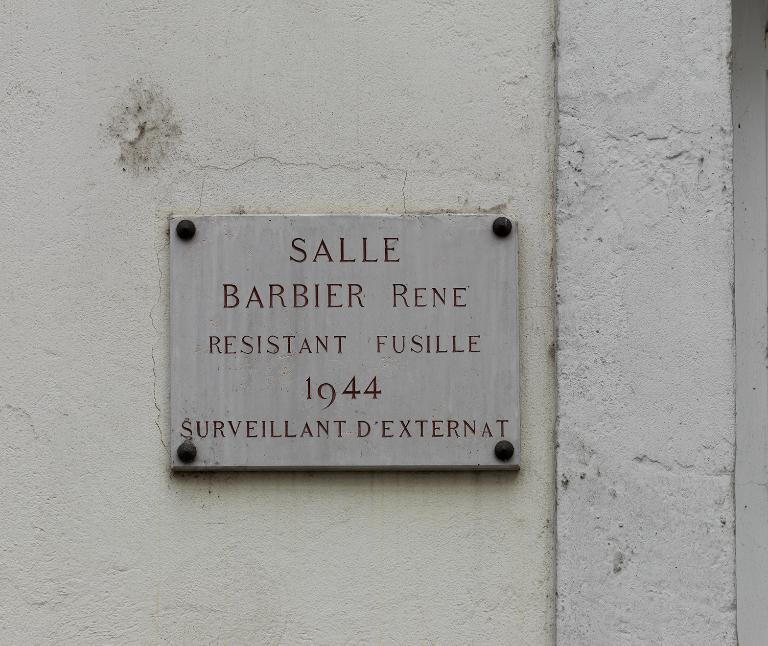 SALLE
BARBIER RENE
RESISTANT FUSILLE
1944
SURVEILLANT D'EXTERNAT